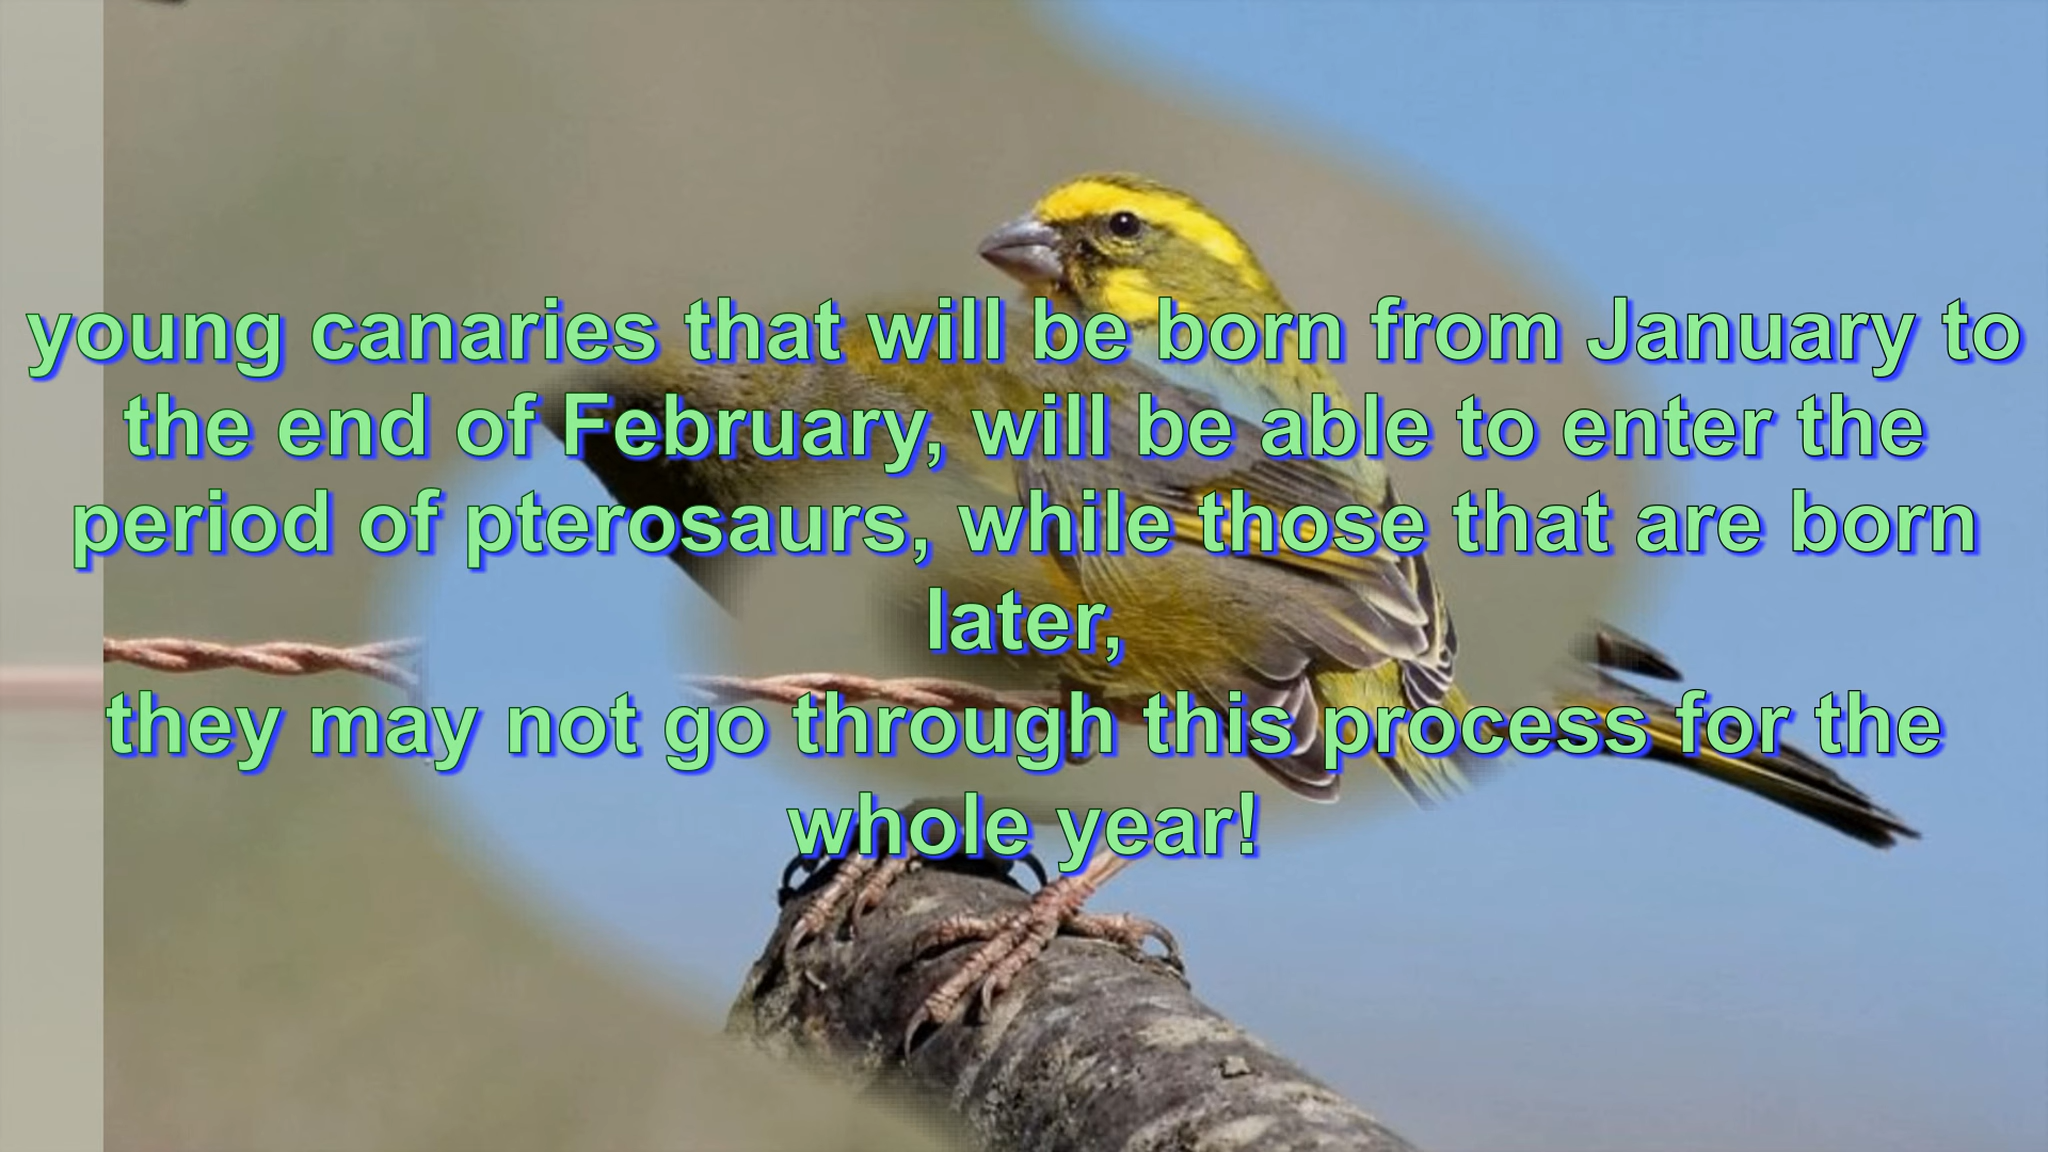 young canaries that will be born from January to
the end of February, will be able to enter the
period of pterosaurs, while those that are born
later,
they may not go through this process for the
whole year!